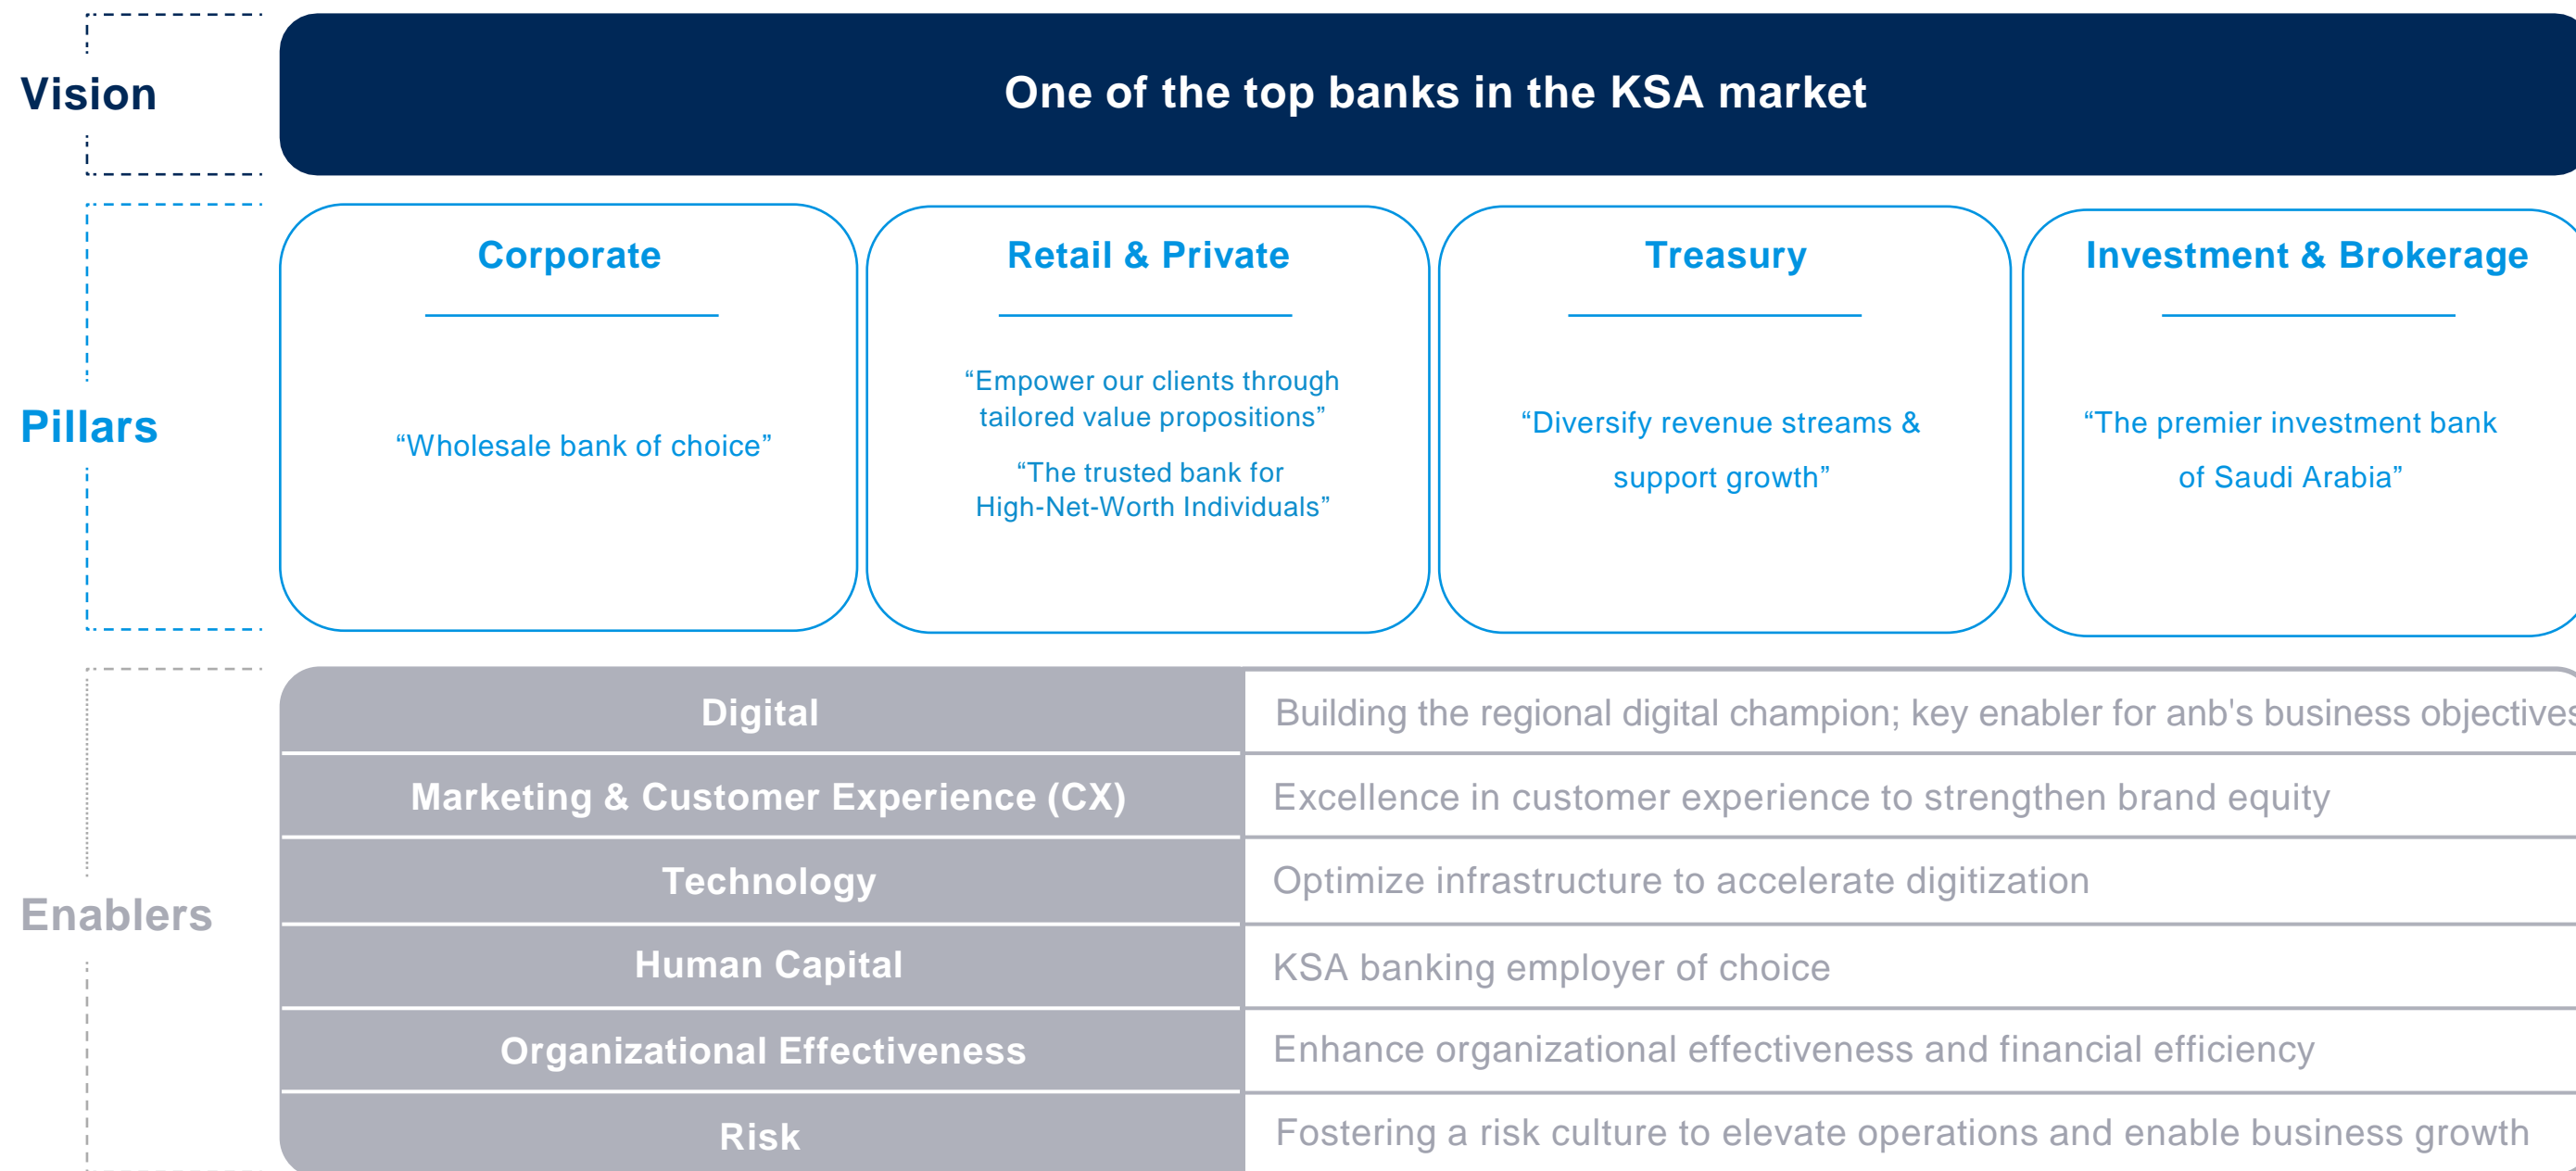 Vision
One of the top banks in the KSA market
Pillars
Corporate
“Wholesale bank of choice”
Retail & Private
“Empower our clients through
tailored value propositions”
“The trusted bank for
High-Net-Worth Individuals”
Treasury
“Diversify revenue streams &
support growth”
Investment & Brokerage
“The premier investment bank
of Saudi Arabia”
Enablers
Digital
Building the regional digital champion; key enabler for anb's business objectives
Marketing & Customer Experience (CX)
Excellence in customer experience to strengthen brand equity
Technology
Optimize infrastructure to accelerate digitization
Human Capital
KSA banking employer of choice
Organizational Effectiveness
Enhance organizational effectiveness and financial efficiency
Risk
Fostering a risk culture to elevate operations and enable business growth